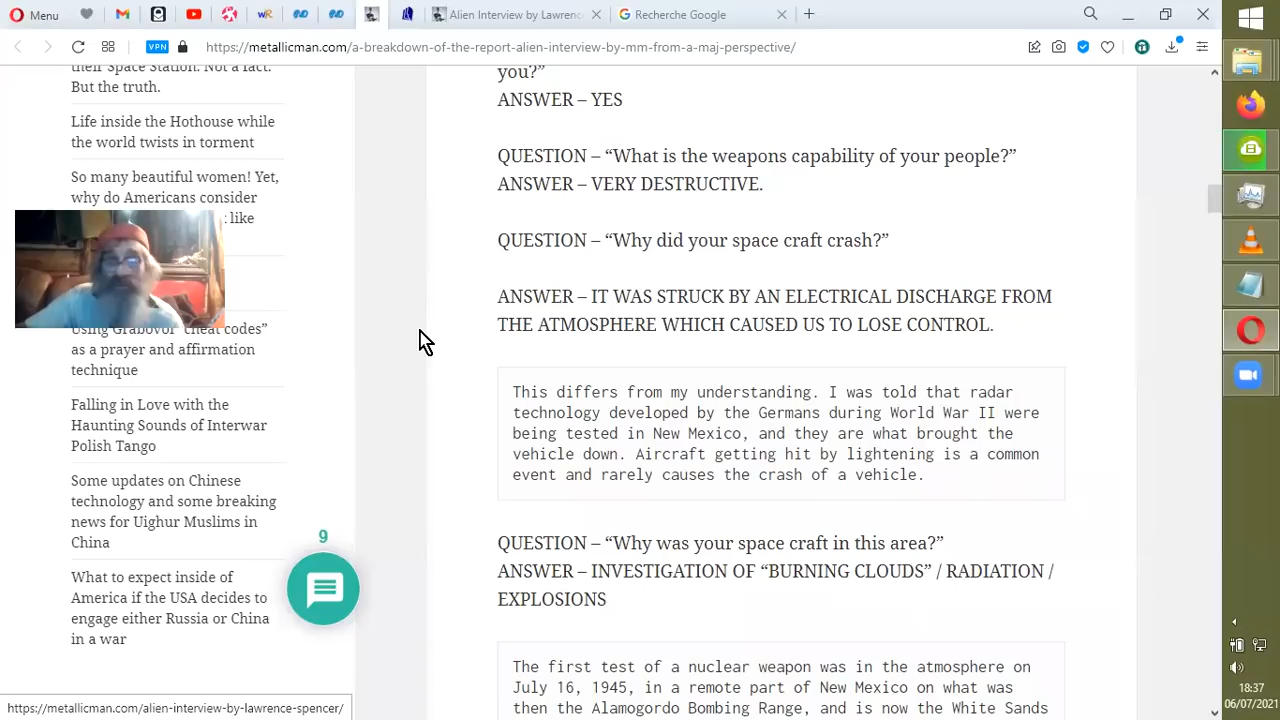 Menu
Alien Interview by Lawrence
Recherche Google
VPN
https://metallicman.com/a-breakdown-of-the-report-alien-interview-by-mm-from-a-maj-perspective/
their Space Station. Not a fact.
But the truth.
Life inside the Hothouse while
the world twists in torment
So many beautiful women! Yet,
why do Americans consider
like
Using Grabovoi “cheat codes”
as a prayer and affirmation
technique
Falling in Love with the
Haunting Sounds of Interwar
Polish Tango
Some updates on Chinese
technology and some breaking
news for Uighur Muslims in
China
What to expect inside of
America if the USA decides to
engage either Russia or China
in a war
9
you?”
ANSWER – YES
QUESTION – “What is the weapons capability of your people?”
ANSWER – VERY DESTRUCTIVE.
QUESTION – “Why did your space craft crash?”
ANSWER – IT WAS STRUCK BY AN ELECTRICAL DISCHARGE FROM
THE ATMOSPHERE WHICH CAUSED US TO LOSE CONTROL.
This differs from my understanding. I was told that radar
technology developed by the Germans during World War II were
being tested in New Mexico, and they are what brought the
vehicle down. Aircraft getting hit by lightening is a common
event and rarely causes the crash of a vehicle.
QUESTION – “Why was your space craft in this area?”
ANSWER – INVESTIGATION OF “BURNING CLOUDS” / RADIATION /
EXPLOSIONS
The first test of a nuclear weapon was in the atmosphere on
July 16, 1945, in a remote part of New Mexico on what was
then the Alamogordo Bombing Range, and is now the White Sands
https://metallicman.com/alien-interview-by-lawrence-spencer/
18:37
06/07/2021